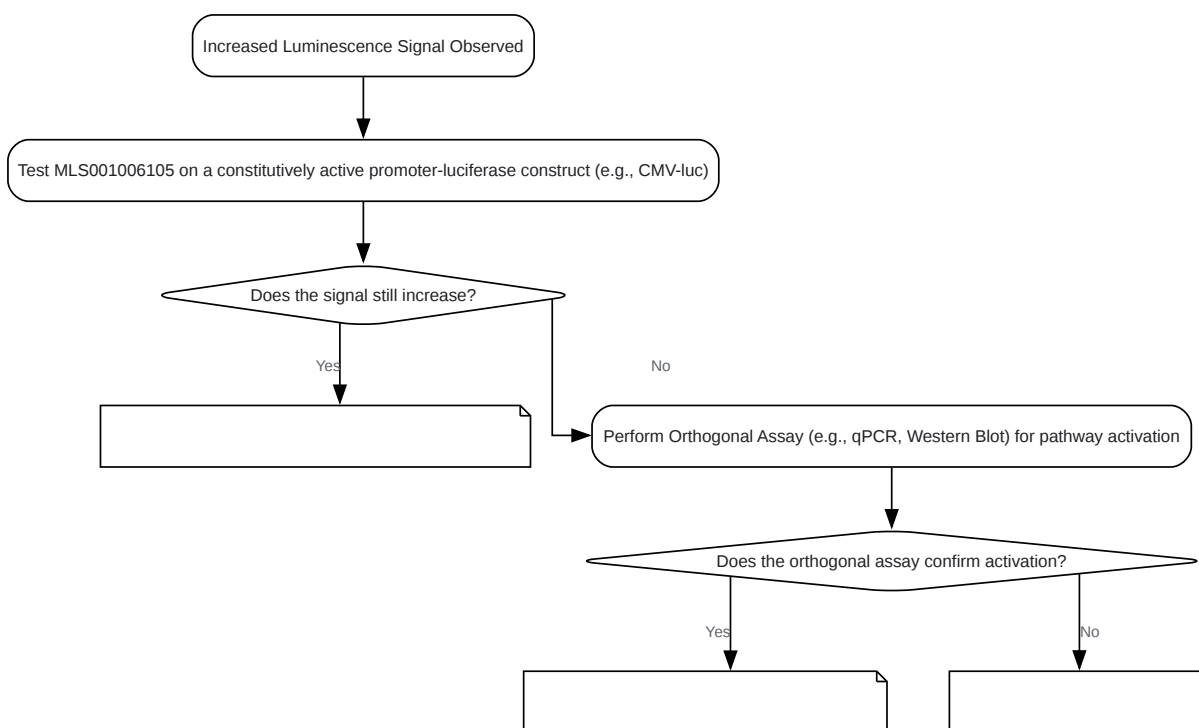 Increased Luminescence Signal Observed
Test MLS001006105 on a constitutively active promoter-luciferase construct (e.g., CMV-luc)
Does the signal still increase?
Yes
No
Perform Orthogonal Assay (e.g., qPCR, Western Blot) for pathway activation
Does the orthogonal assay confirm activation?
Yes
No